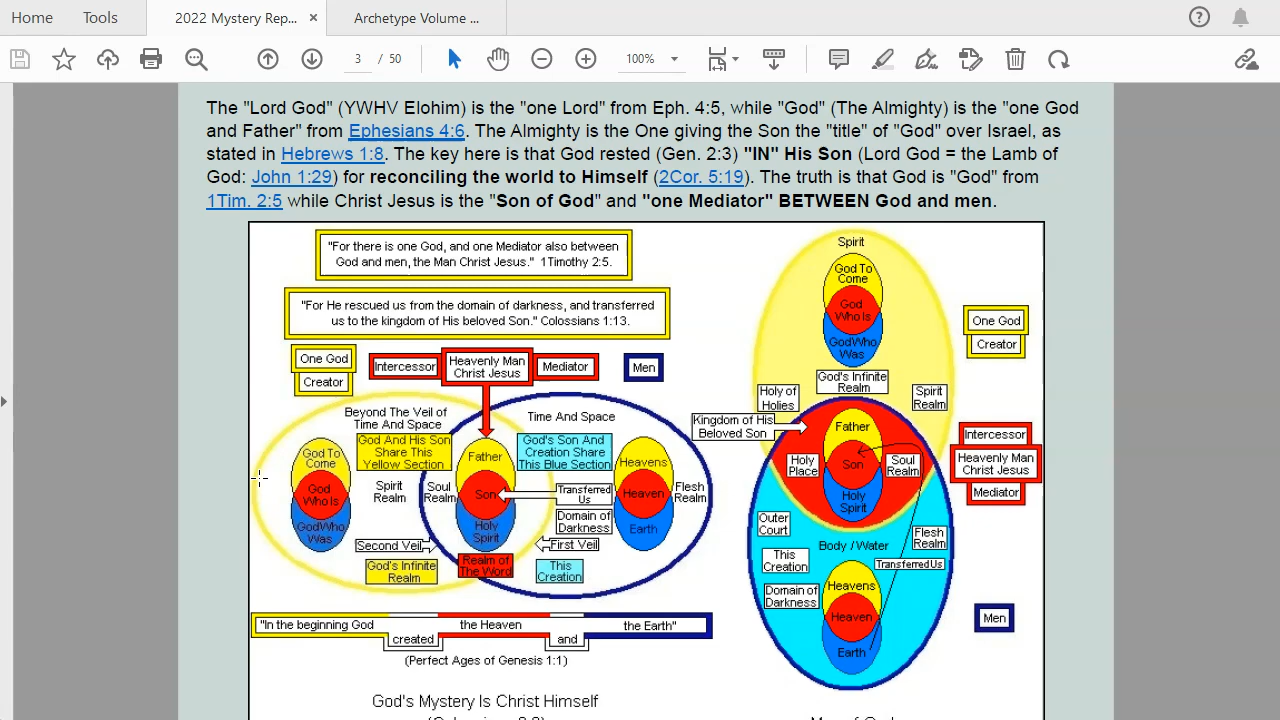 Home
Tools
2022 Mystery Rep... ×
Archetype Volume ...
3 / 50
100%
The "Lord God" (YWHV Elohim) is the "one Lord" from Eph. 4:5, while "God" (The Almighty) is the "one God
and Father" from Ephesians 4:6. The Almighty is the One giving the Son the "title" of "God" over Israel, as
stated in Hebrews 1:8. The key here is that God rested (Gen. 2:3) "IN" His Son (Lord God = the Lamb of
God: John 1:29) for reconciling the world to Himself (2Cor. 5:19). The truth is that God is "God" from
1Tim. 2:5 while Christ Jesus is the "Son of God" and "one Mediator" BETWEEN God and men.
"For there is one God, and one Mediator also between
God and men, the Man Christ Jesus." 1Timothy 2:5.
"For He rescued us from the domain of darkness, and transferred
us to the kingdom of His beloved Son." Colossians 1:13.
One God
Creator
Intercessor
Heavenly Man
Christ Jesus
Mediator
Men
Beyond The Veil of
Time And Space
Time And Space
God And His Son
Share This
Yellow Section
God's Son And
Creation Share
This Blue Section
God To
Come
God
Who Is
God Who
Was
Spirit
Realm
Soul
Realm
Father
Son
Holy
Spirit
Transferred
Us
Domain of
Darkness
Heavens
Heaven
Earth
Flesh
Realm
Second Veil
First Veil
God's Infinite
Realm
Realm of
The Word
This
Creation
"In the beginning God
created
the Heaven
and
the Earth"
(Perfect Ages of Genesis 1:1)
God's Mystery Is Christ Himself
Spirit
God To
Come
God
Who Is
God Who
Was
God's Infinite
Realm
Holy of
Holies
Spirit
Realm
One God
Creator
Kingdom of His
Beloved Son
Father
Son
Holy
Spirit
Holy
Place
Soul
Realm
Intercessor
Heavenly Man
Christ Jesus
Mediator
Outer
Court
Body / Water
Flesh
Realm
This
Creation
Transferred Us
Domain of
Darkness
Heavens
Heaven
Earth
Men